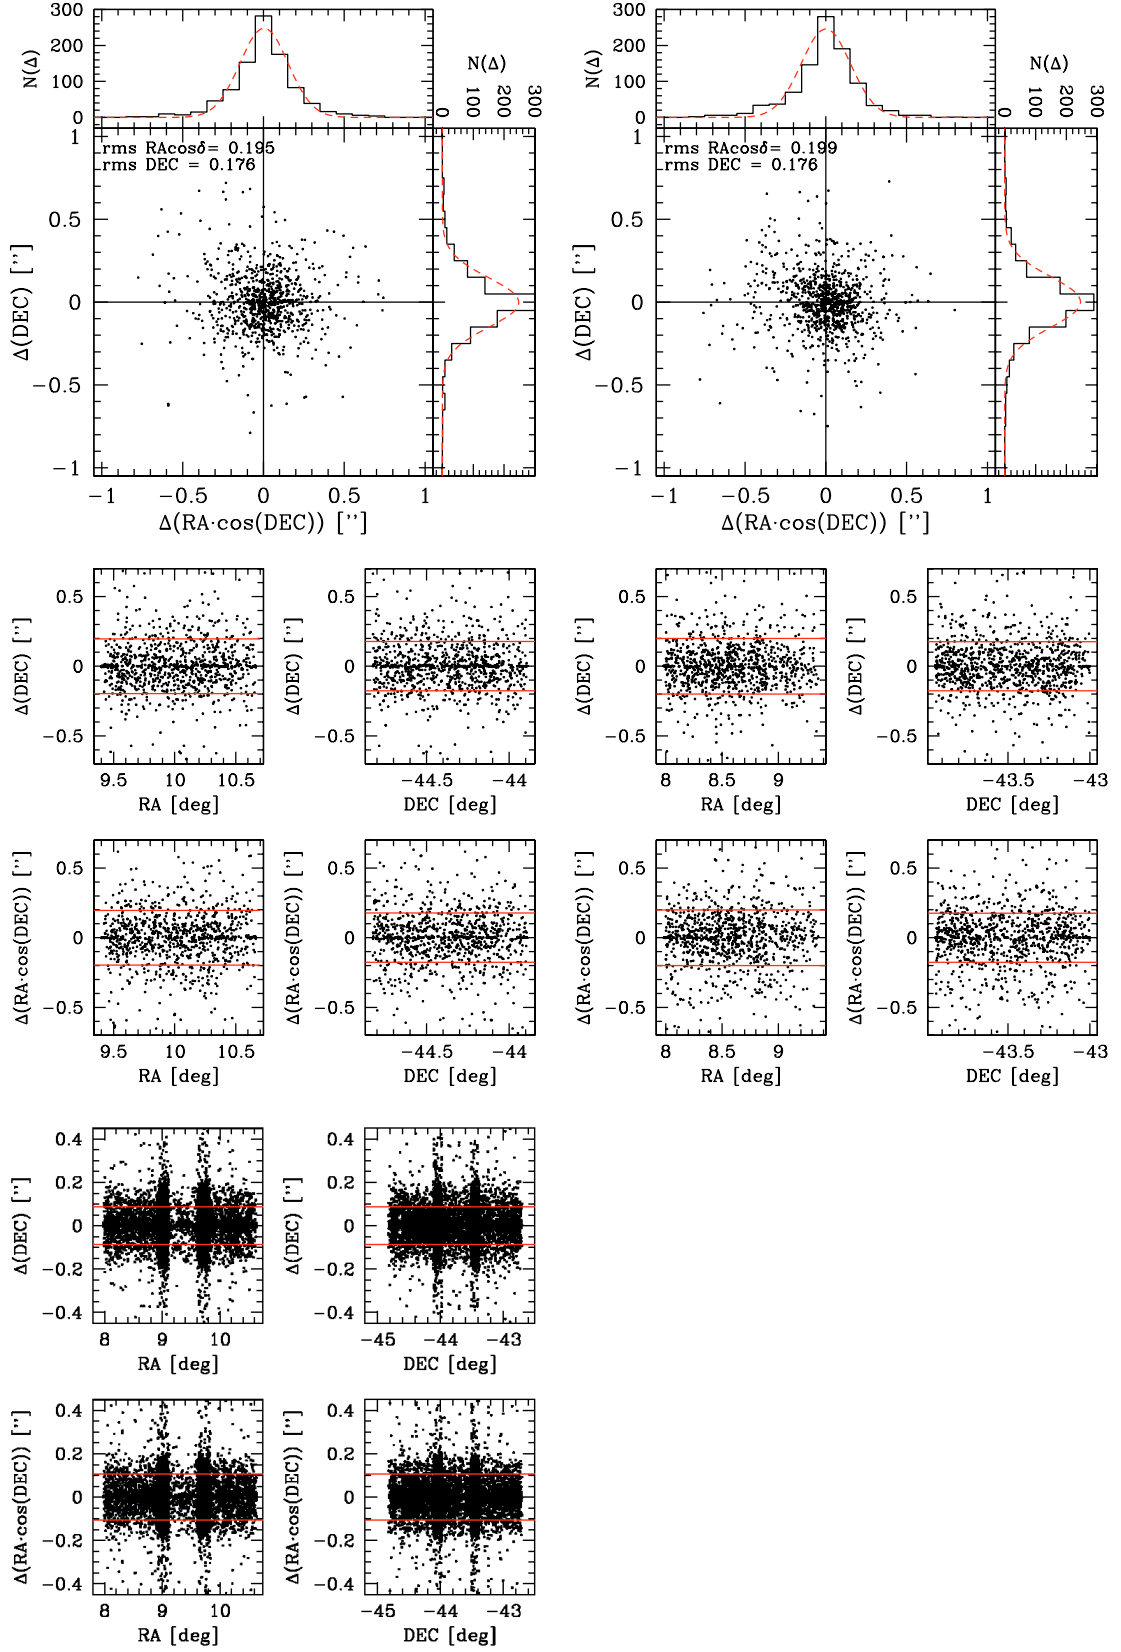 300 300
N(Δ) 200 N(Δ) 200
100 100
0 0
N(Δ) N(Δ)
0 100 200 300 0 100 200 300
1 rms RAcosδ= 0.195 1 rms RAcosδ= 0.199
rms DEC = 0.176 rms DEC = 0.176
0.5 0.5
Δ(DEC) [''] 0 Δ(DEC) [''] 0
−0.5 −0.5
−1 −1
−1 −0.5 0 0.5 1 −1 −0.5 0 0.5 1
Δ(RA·cos(DEC)) [''] Δ(RA·cos(DEC)) ['']
0.5 0.5 0.5 0.5
Δ(DEC) [''] 0 Δ(DEC) [''] 0 Δ(DEC) [''] 0 Δ(DEC) [''] 0
−0.5 −0.5 −0.5 −0.5
9.5 10 10.5 −44.5 −44 8 8.5 9 −43.5 −43
RA [deg] DEC [deg] RA [deg] DEC [deg]
0.5 0.5 0.5 0.5
Δ(RA·cos(DEC)) [''] 0 Δ(RA·cos(DEC)) [''] 0 Δ(RA·cos(DEC)) [''] 0 Δ(RA·cos(DEC)) [''] 0
−0.5 −0.5 −0.5 −0.5
9.5 10 10.5 −44.5 −44 8 8.5 9 −43.5 −43
RA [deg] DEC [deg] RA [deg] DEC [deg]
0.4 0.4
0.2 0.2
Δ(DEC) [''] 0 Δ(DEC) [''] 0
−0.2 −0.2
−0.4 −0.4
8 9 10 −45 −44 −43
RA [deg] DEC [deg]
0.4 0.4
0.2 0.2
Δ(RA·cos(DEC)) [''] 0 Δ(RA·cos(DEC)) [''] 0
−0.2 −0.2
−0.4 −0.4
8 9 10 −45 −44 −43
RA [deg] DEC [deg]